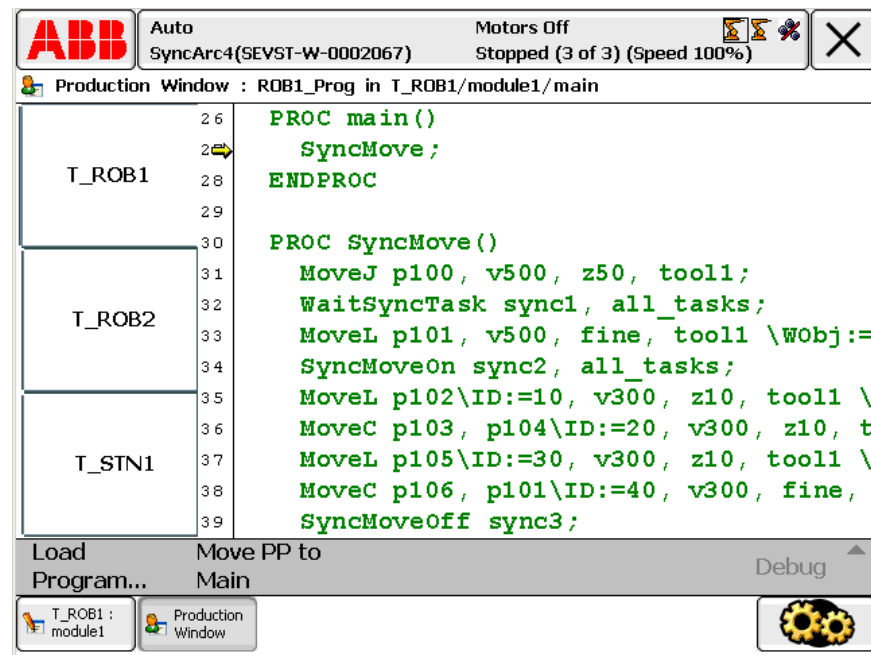 ABB
Auto
Motors Off
SyncArc4(SEVST-W-0002067)
Stopped (3 of 3) (Speed 100%)
Production Window : ROB1_Prog in T_ROB1/module1/main
T_ROB1
T_ROB2
T_STN1
26 PROC main()
2 SyncMove;
28 ENDPROC
29
30 PROC SyncMove()
31 MoveJ p100, v500, z50, tool1;
32 WaitSyncTask sync1, all_tasks;
33 MoveL p101, v500, fine, tool1 \WObj:=
34 SyncMoveOn sync2, all_tasks;
35 MoveL p102\ID:=10, v300, z10, tool1 \
36 MoveC p103, p104\ID:=20, v300, z10, t
37 MoveL p105\ID:=30, v300, z10, tool1 \
38 MoveC p106, p101\ID:=40, v300, fine,
39 SyncMoveOff sync3;
Load Program...
Move PP to Main
Debug
T_ROB1 : module1
Production Window